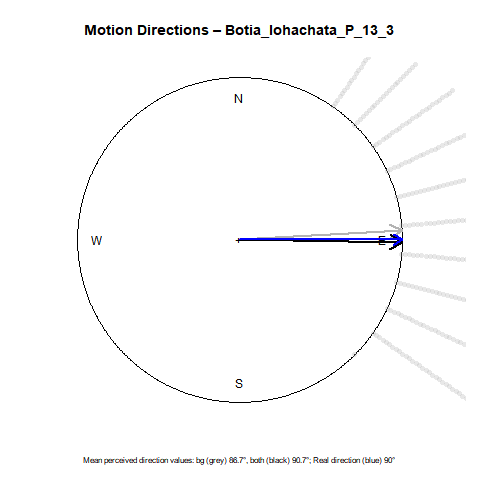 Motion Directions – Botia_lohachata_P_13_3
N
W
E
S
Mean perceived direction values: bg (grey) 86.7°, both (black) 90.7°; Real direction (blue) 90°